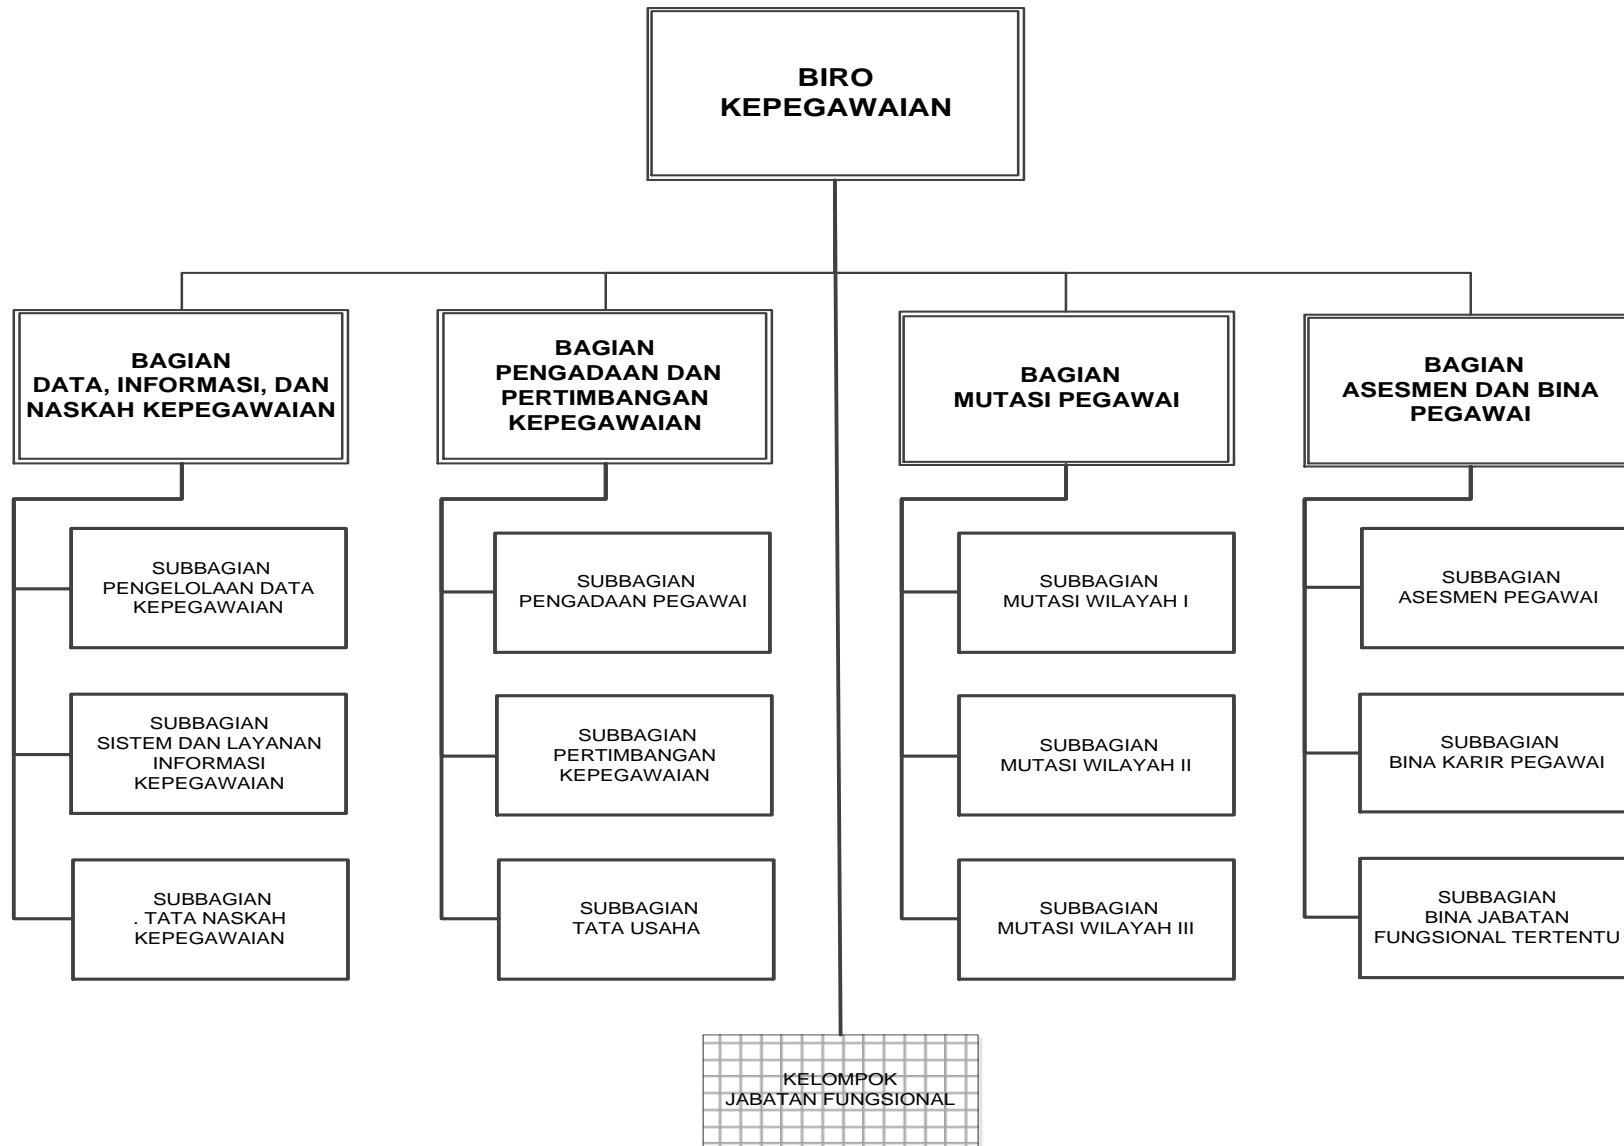 BIRO
KEPEGAWAIAN
BAGIAN
DATA, INFORMASI, DAN
NASKAH KEPEGAWAIAN
BAGIAN
PENGADAAN DAN
PERTIMBANGAN
KEPEGAWAIAN
BAGIAN
MUTASI PEGAWAI
BAGIAN
ASESMEN DAN BINA
PEGAWAI
SUBBAGIAN
PENGELOLAAN DATA
KEPEGAWAIAN
SUBBAGIAN
PENGADAAN PEGAWAI
SUBBAGIAN
MUTASI WILAYAH I
SUBBAGIAN
ASESMEN PEGAWAI
SUBBAGIAN
SISTEM DAN LAYANAN
INFORMASI
KEPEGAWAIAN
SUBBAGIAN
PERTIMBANGAN
KEPEGAWAIAN
SUBBAGIAN
MUTASI WILAYAH II
SUBBAGIAN
BINA KARIR PEGAWAI
SUBBAGIAN
. TATA NASKAH
KEPEGAWAIAN
SUBBAGIAN
TATA USAHA
SUBBAGIAN
MUTASI WILAYAH III
SUBBAGIAN
BINA JABATAN
FUNGSIONAL TERTENTU
KELOMPOK
JABATAN FUNGSIONAL